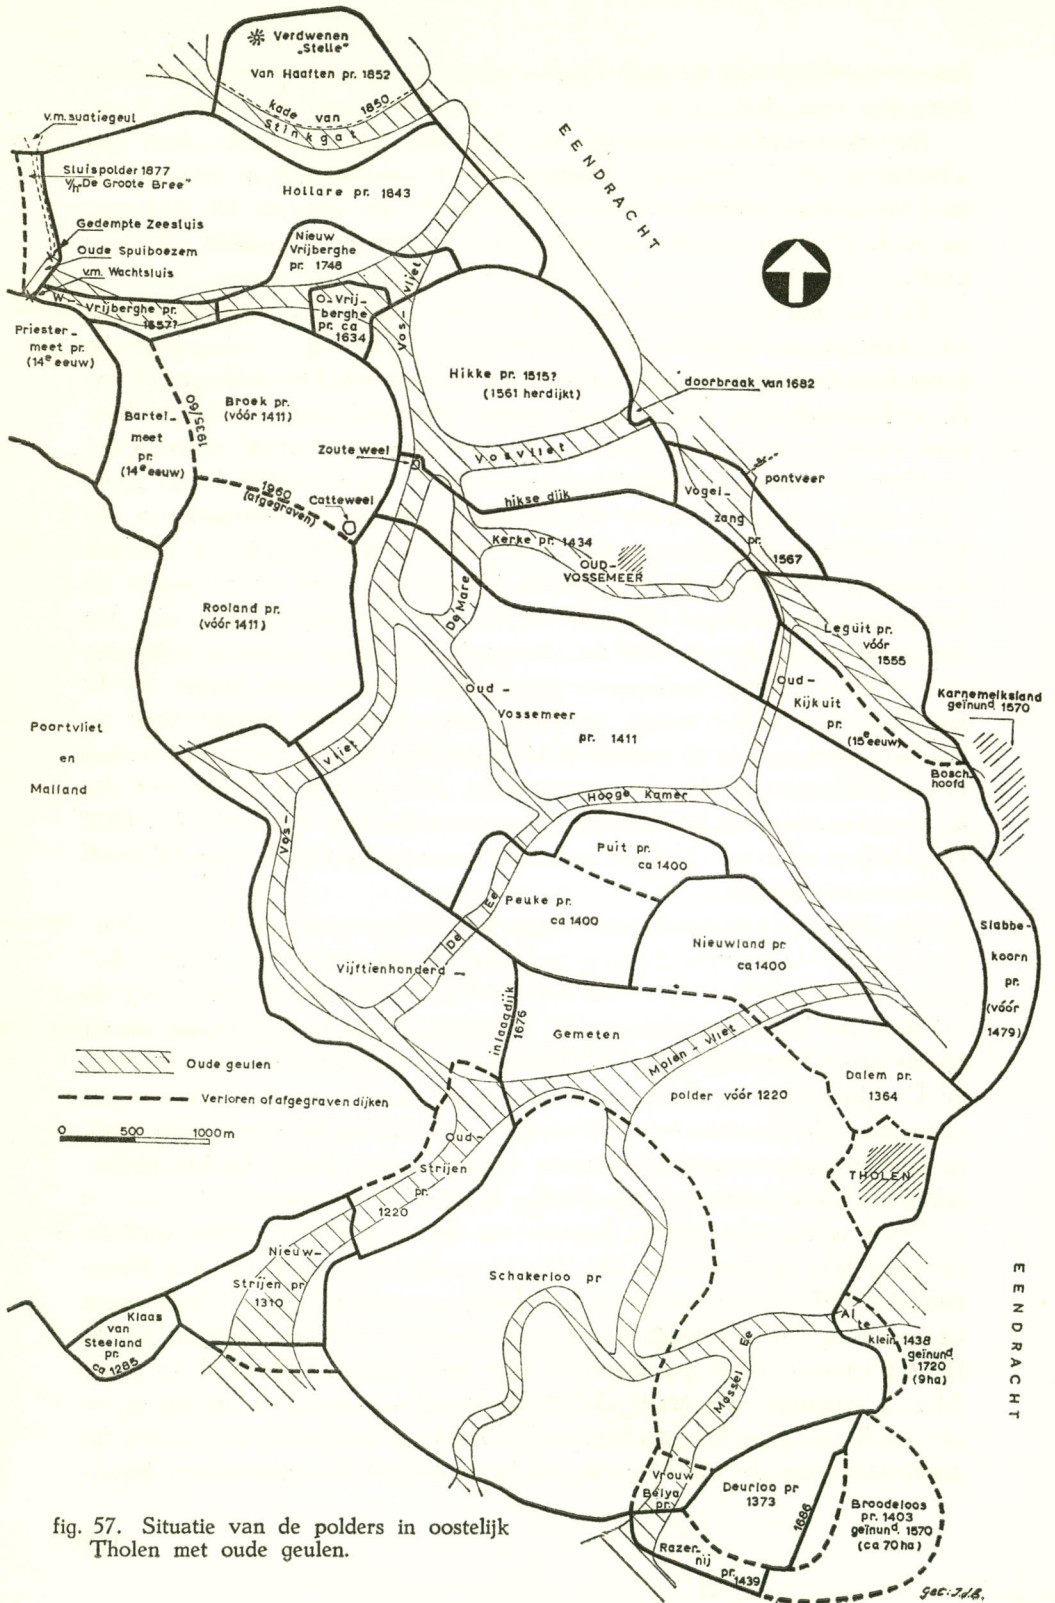 Verdwenen
„Stelle"
Van Haaften pr. 1852
kade van 1850
Stinkgat
v.m. suatiegeul
EENDRACHT
Sluispolder 1877
v/h „De Groote Bree"
Hollare pr. 1843
Gedempte Zeesluis
Oude Spuiboezem
v.m. Wachtsluis
Nieuw
Vrijberghe
pr. 1748
Vos- vliet
W-
Vrijberghe pr.
1657?
O-Vrij-
berghe
pr. ca
1634
Priester-
meet pr.
(14e eeuw)
Hikke pr. 1515?
(1561 herdijkt)
doorbraak van 1682
Broek pr.
(vóór 1411)
1835/60
Bartel-
meet
pr.
(14e eeuw)
Zoute weel
Vosvliet
pontveer
1960
(afgegraven)
Catteweel
hikse dijk
Vogel-
zang
pr.
1567
Kerke pr. 1434
OUD-
VOSSEMEER
De Mare
Rooland pr.
(vóór 1411)
Leguit pr.
vóór
1555
Oud-
Vossemeer
pr. 1411
Oud-
Kijkuit
pr.
(15e eeuw)
Karnemelksland
geïnund. 1570
Poortvliet
en
Malland
Bosch-
hoofd
Vos- vliet
Hooge Kamer
Puit pr.
ca 1400
De Ee
Peuke pr.
ca 1400
Nieuwland pr.
ca 1400
Slabbe-
koorn
pr.
(vóór
1479)
Vijftienhonderd-
inlaagdijk
1676
Gemeten
Molen-vliet
polder vóór 1220
Dalem pr.
1364
Oude geulen
Verloren of afgegraven dijken
0 500 1000m
Oud-
Strijen
pr.
1220
THOLEN
Nieuw-
Strijen pr
1310
Schakerloo pr
EENDRACHT
Klaas
van
Steeland
pr.
ca 1285
Al te
klein 1438
geïnund.
1720
(9ha)
Mossel Ee
Vrouw
Belya
pr.
Deurloo pr
1373
1686
Broodeloos
pr. 1403
geïnund. 1570
(ca 70ha)
Razer-
nij
pr.
1439
fig. 57. Situatie van de polders in oostelijk
Tholen met oude geulen.
Get: J.d.B.